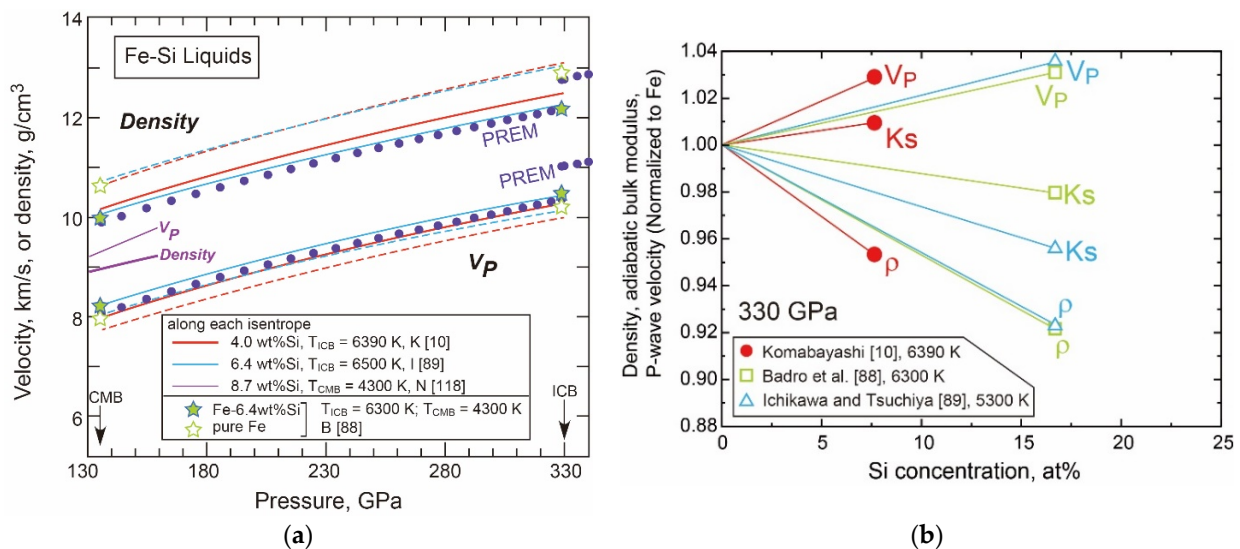 Velocity, km/s, or density, g/cm³
14
12
10
8
6
Fe-Si Liquids
Density
PREM
PREM
V_P
Density
V_P
along each isentrope
4.0 wt%Si, T_ICB = 6390 K, K [10]
6.4 wt%Si, T_ICB = 6500 K, I [89]
8.7 wt%Si, T_CMB = 4300 K, N [118]
Fe-6.4wt%Si
pure Fe
T_ICB = 6300 K; T_CMB = 4300 K
B [88]
CMB
ICB
130 180 230 280 330
Pressure, GPa
(a)
Density, adiabatic bulk modulus,
P-wave velocity (Normalized to Fe)
1.04
1.02
1.00
0.98
0.96
0.94
0.92
0.90
0.88
V_P
Ks
ρ
V_P
V_P
Ks
Ks
ρ
ρ
330 GPa
Komabayashi [10], 6390 K
Badro et al. [88], 6300 K
Ichikawa and Tsuchiya [89], 5300 K
0 5 10 15 20 25
Si concentration, at%
(b)